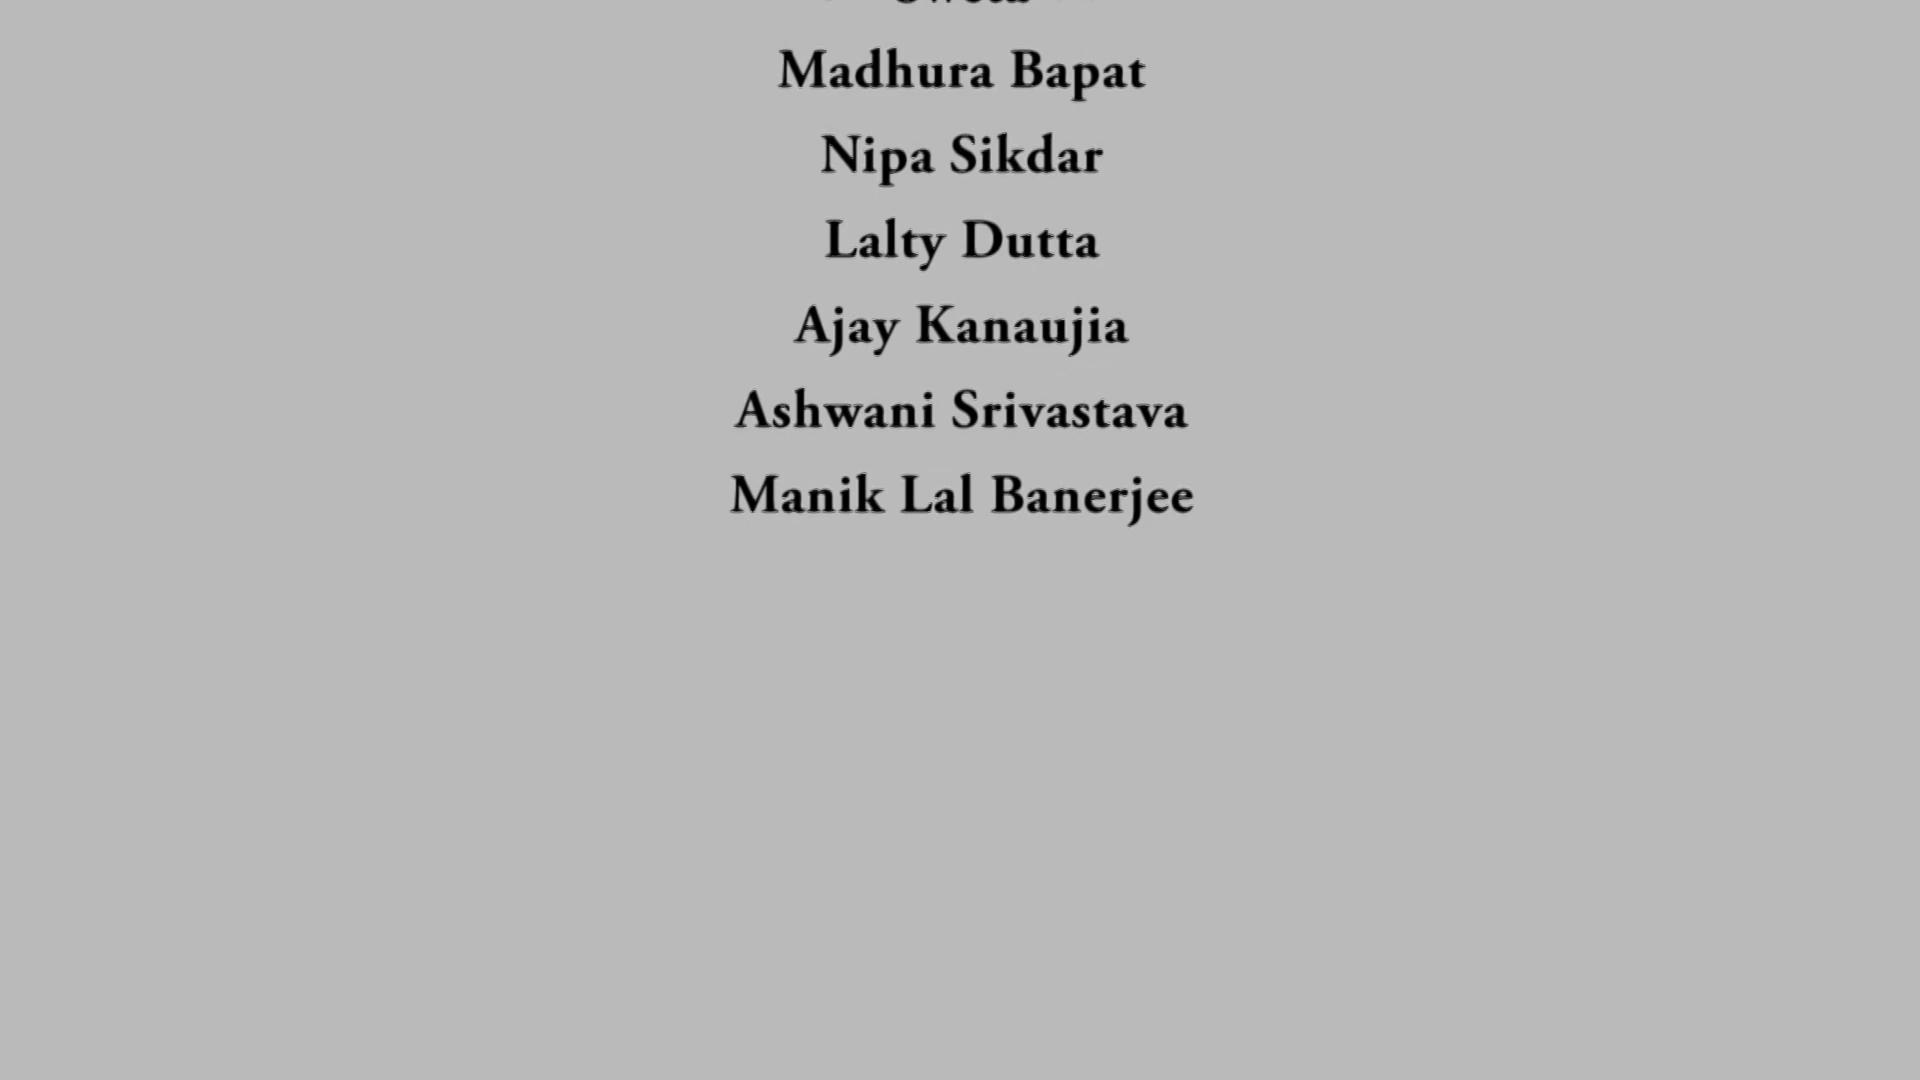 Madhura Bapat
Nipa Sikdar
Lalty Dutta
Ajay Kanaujia
Ashwani Srivastava
Manik Lal Banerjee